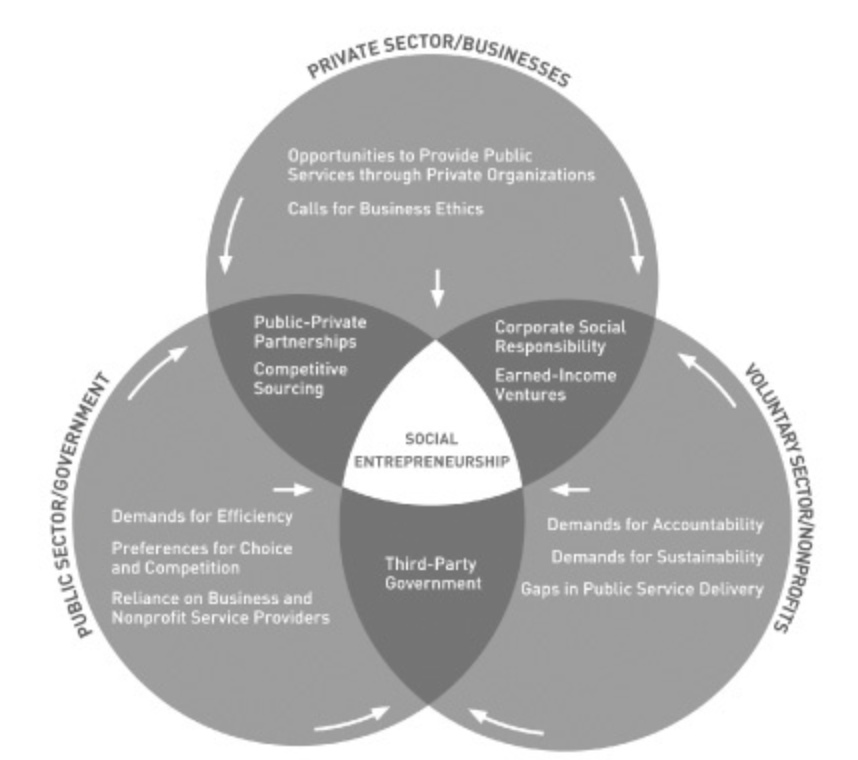 PRIVATE SECTOR/BUSINESSES
Opportunities to Provide Public
Services through Private Organizations
Calls for Business Ethics
Public-Private
Partnerships
Competitive
Sourcing
Corporate Social
Responsibility
Earned-Income
Ventures
SOCIAL
ENTREPRENEURSHIP
PUBLIC SECTOR/GOVERNMENT
Demands for Efficiency
Preferences for Choice
and Competition
Reliance on Business and
Nonprofit Service Providers
Third-Party
Government
VOLUNTARY SECTOR/NONPROFITS
Demands for Accountability
Demands for Sustainability
Gaps in Public Service Delivery